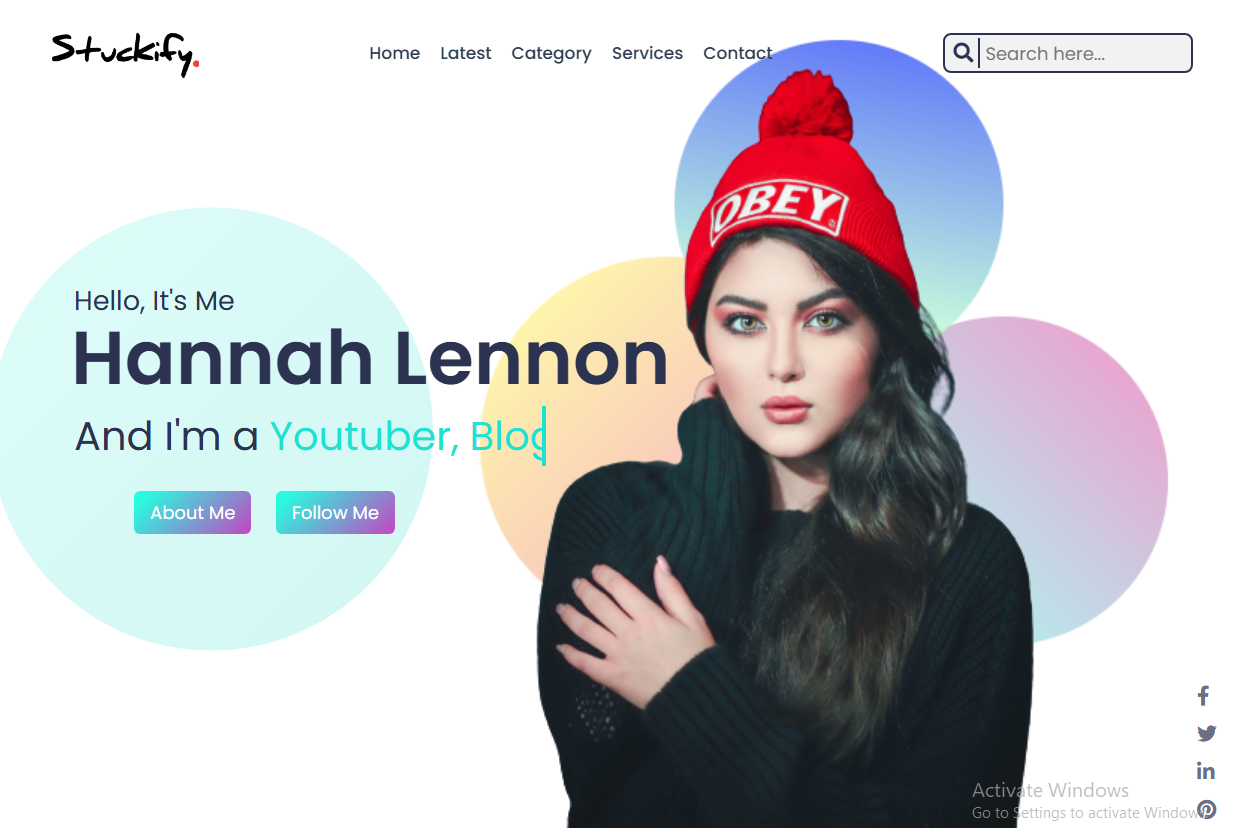 Stuckify.
Home Latest Category Services Contact
Search here...
OBEY
Hello, It's Me
Hannah Lennon
And I'm a Youtuber, Blog
About Me Follow Me
Activate Windows
Go to Settings to activate Windows